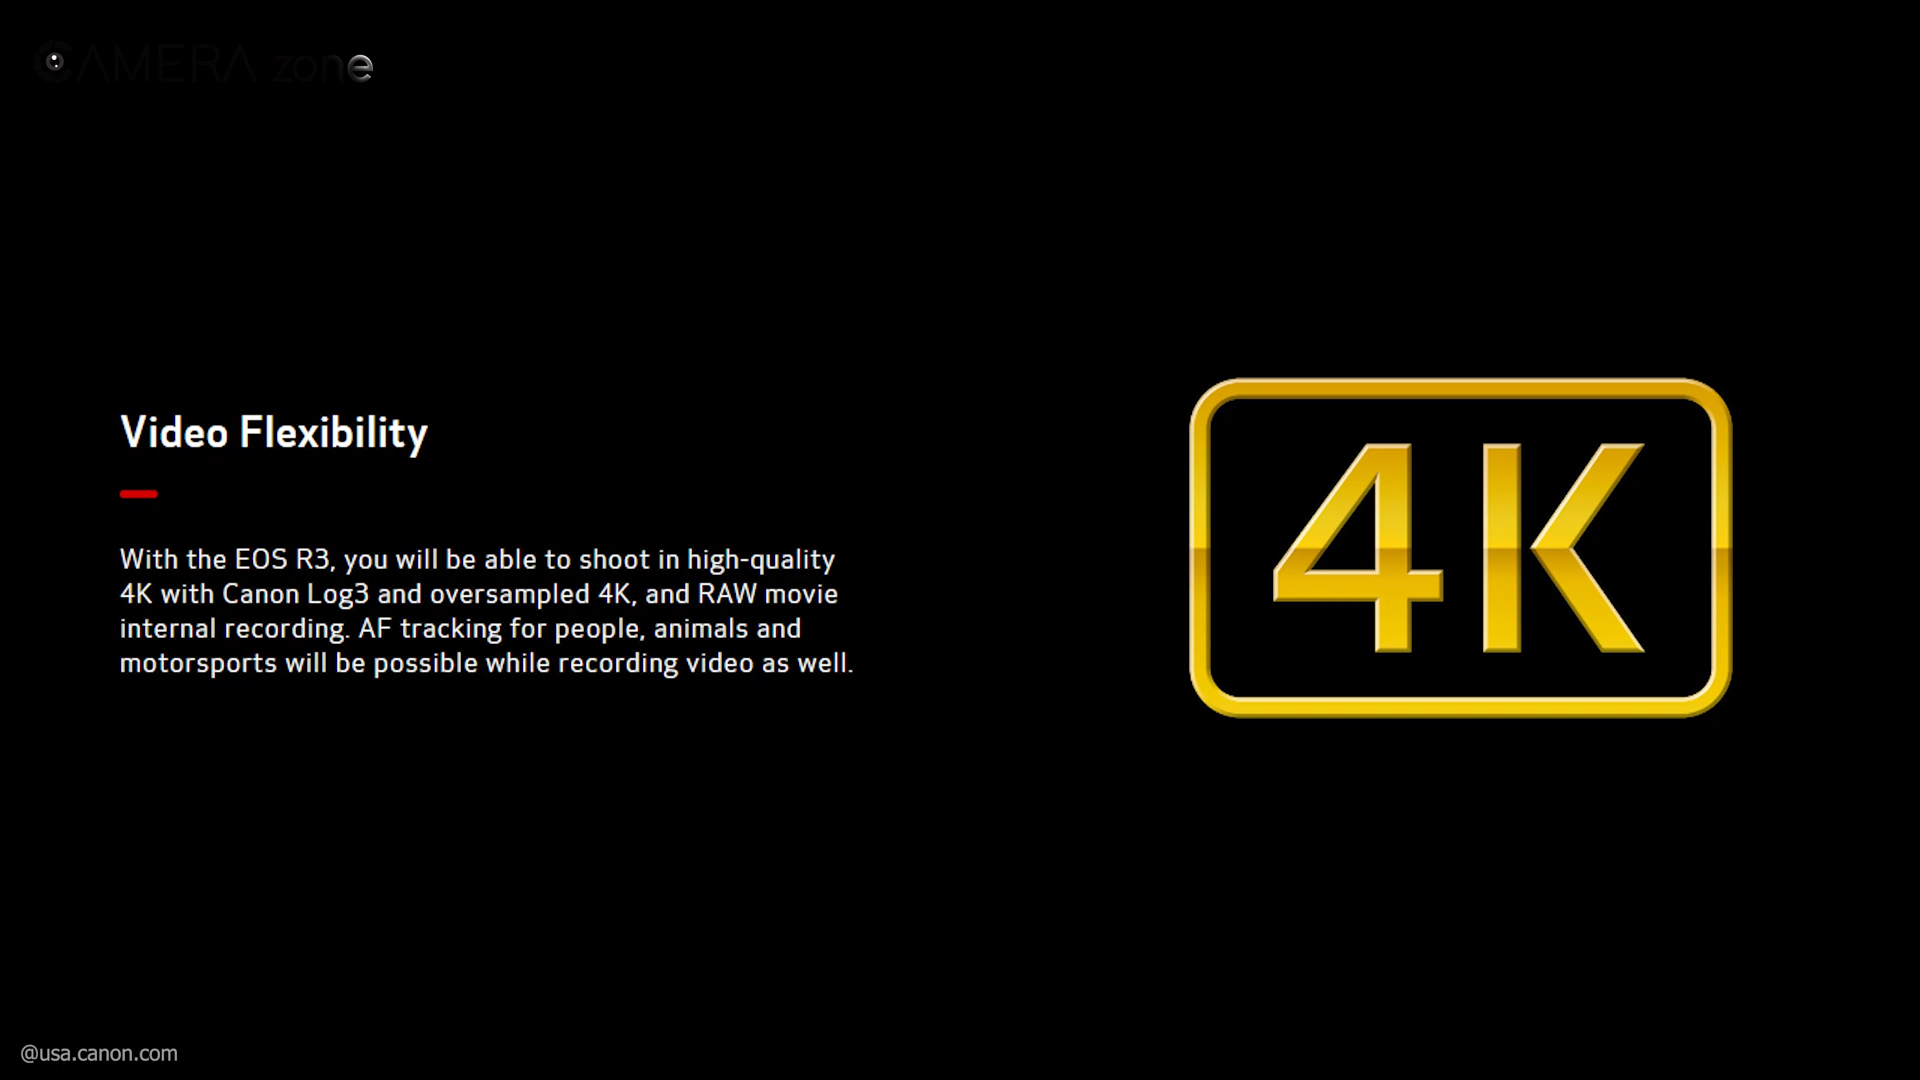 CAMERA zone
Video Flexibility
With the EOS R3, you will be able to shoot in high-quality
4K with Canon Log3 and oversampled 4K, and RAW movie
internal recording. AF tracking for people, animals and
motorsports will be possible while recording video as well.
4K
@usa.canon.com